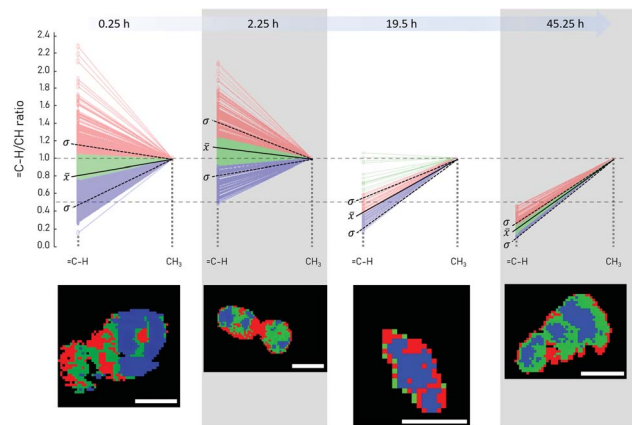 0.25 h 2.25 h 19.5 h 45.25 h
=C–H/CH ratio
2.4
2.2
2.0
1.8
1.6
1.4
1.2
1.0
0.8
0.6
0.4
0.2
0.0
σ
x̄
σ
σ
x̄
σ
σ
x̄
σ
σ
x̄
σ
=C–H CH₃ =C–H CH₃ =C–H CH₃ =C–H CH₃